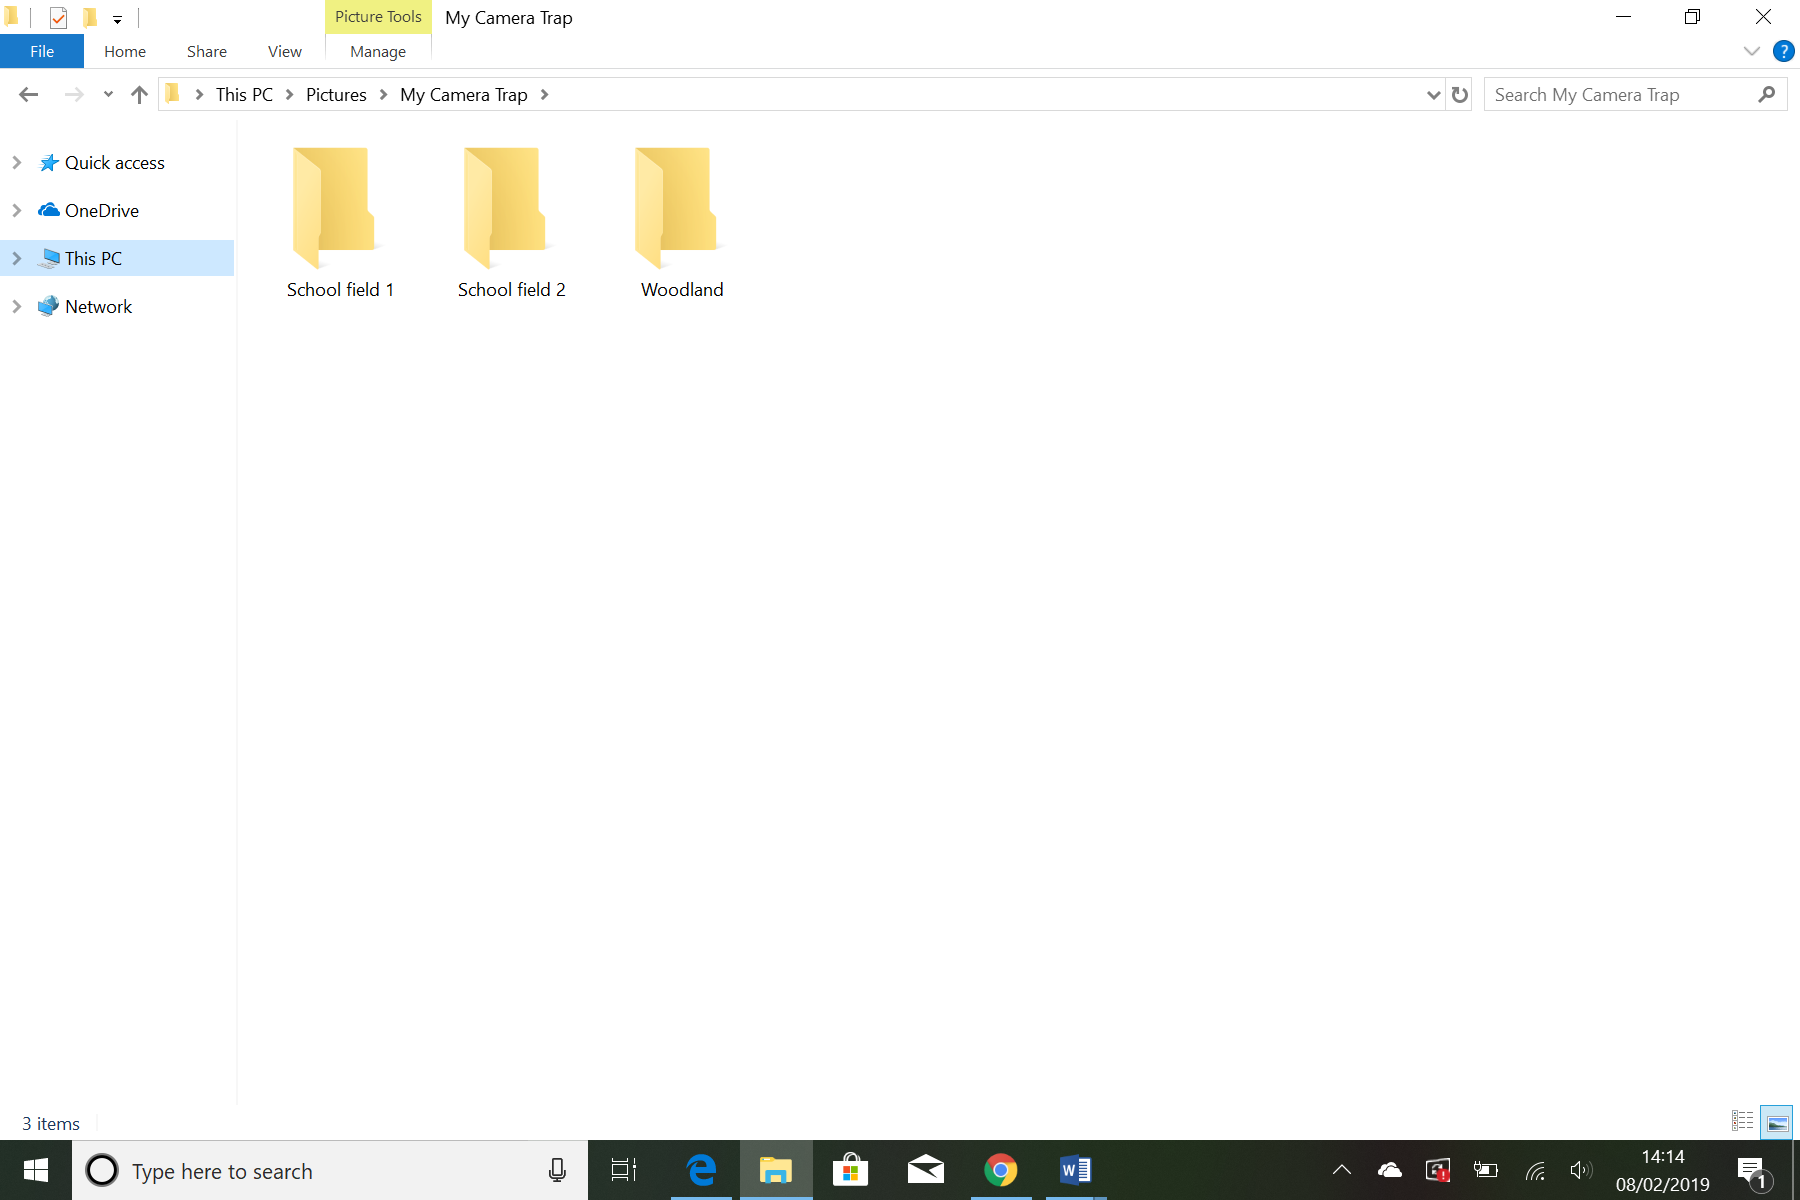 Picture Tools My Camera Trap
File Home Share View Manage
?
This PC Pictures My Camera Trap
Search My Camera Trap
Quick access
OneDrive
This PC
Network
School field 1 School field 2 Woodland
3 items
Type here to search
W
14:14
08/02/2019
1